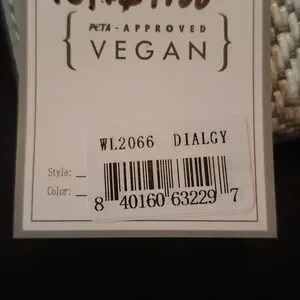 PETA - APPROVED
VEGAN
WL2066 DIALGY
Style: _
Color: _
8 40160 63229 7